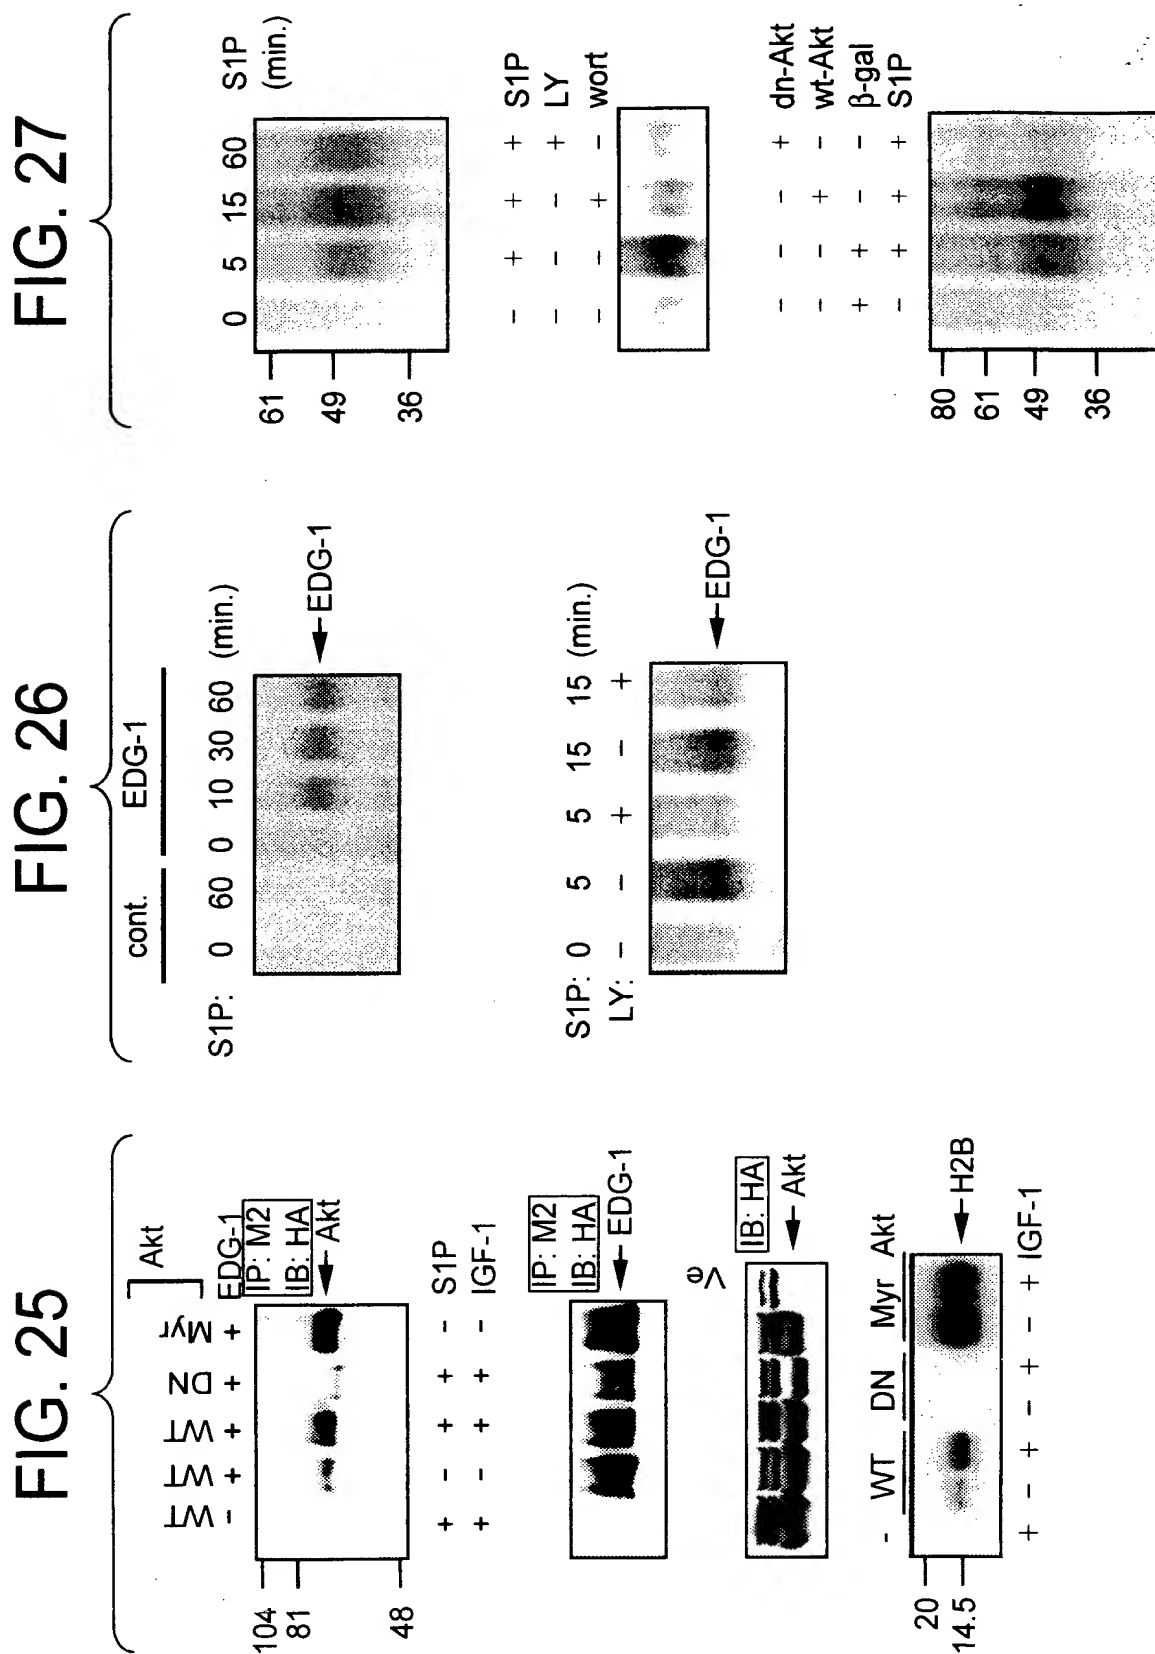 FIG. 25
WT WT WT DN Myr Akt
- + + + + EDG-1
IP: M2
IB: HA
Akt
104
81
48
+ - + + - S1P
+ - + + - IGF-1
IP: M2
IB: HA
EDG-1
Ve
IB: HA
Akt
- WT DN Myr Akt
20
14.5
H2B
+ - + - + - + IGF-1
FIG. 26
cont. EDG-1
S1P: 0 60 0 10 30 60 (min.)
EDG-1
S1P: 0 5 5 15 15 (min.)
LY: - - + - +
EDG-1
FIG. 27
0 5 15 60 S1P
(min.)
61
49
36
- + + + S1P
- - - + LY
- - + - wort
- - - + dn-Akt
- - + - wt-Akt
+ + - - β-gal
- + + + S1P
80
61
49
36